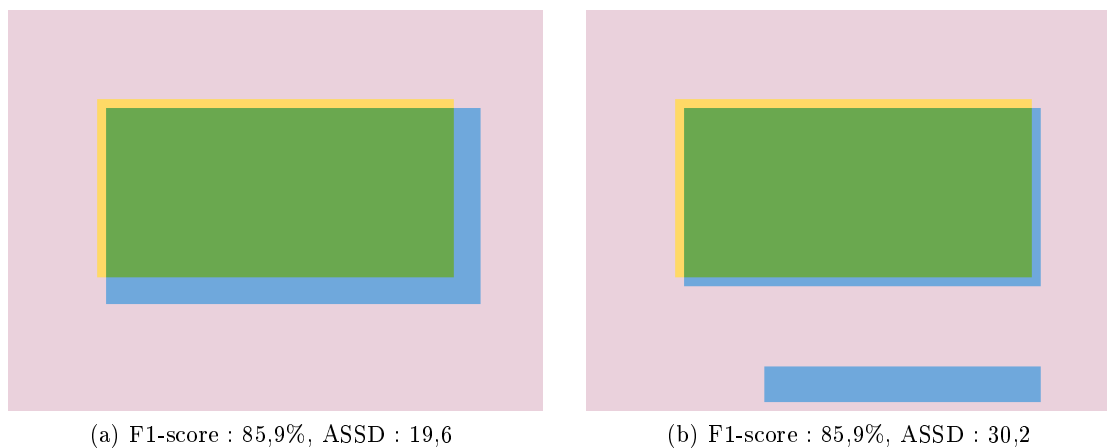 (a) F1-score : 85,9%, ASSD : 19,6
(b) F1-score : 85,9%, ASSD : 30,2